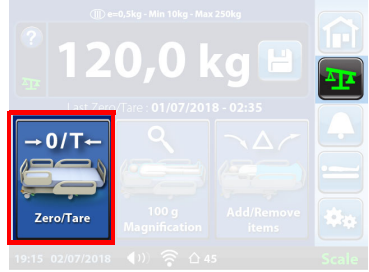 Ⅲ e=0,5kg - Min 10kg - Max 250kg
?
120,0 kg
Last Zero/Tare : 01/07/2018 - 02:35
→0/T←
Zero/Tare
100 g
Magnification
Add/Remove
items
19:15 02/07/2018 45 Scale